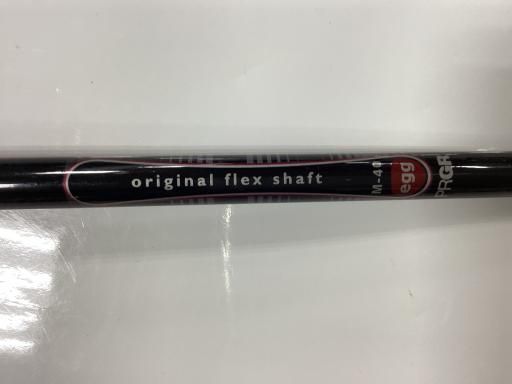 original flex shaft
M-40
egg
PRGR